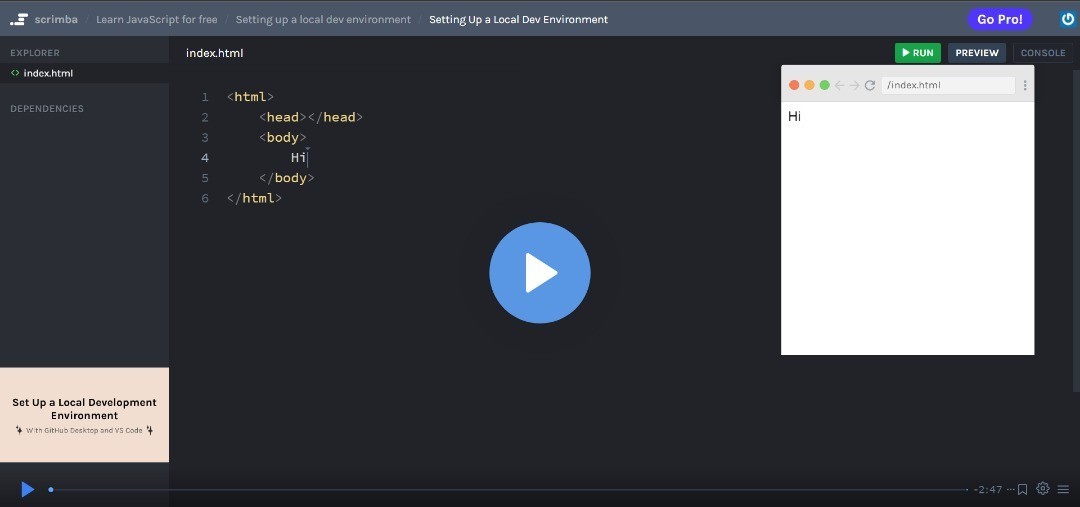 scrimba / Learn JavaScript for free / Setting up a local dev environment / Setting Up a Local Dev Environment
Go Pro!
EXPLORER
<> index.html
DEPENDENCIES
index.html
RUN PREVIEW CONSOLE
1 <html>
2 <head></head>
3 <body>
4 Hi
5 </body>
6 </html>
/index.html
Hi
Set Up a Local Development
Environment
With GitHub Desktop and VS Code
-2:47